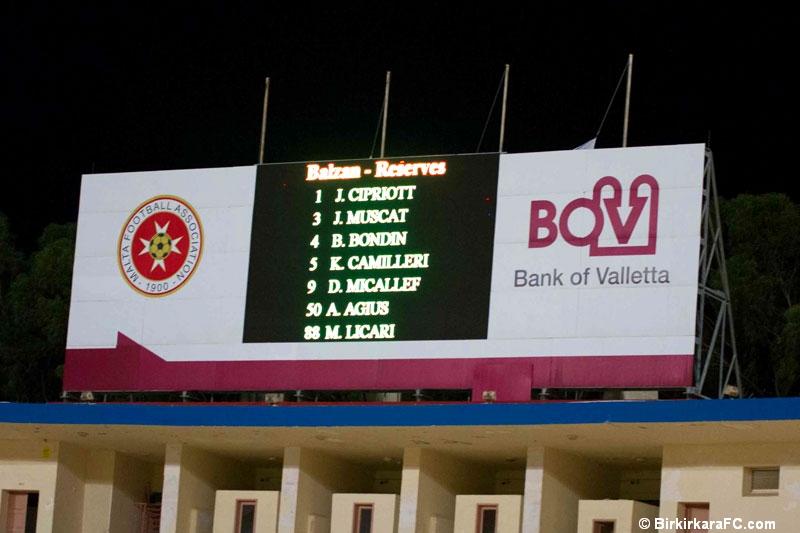 Balzan - Reserves
1 J. CIPRIOTT
3 J. MUSCAT
4 B. BONDIN
5 K. CAMILLERI
9 D. MICALLEF
50 A. AGIUS
88 M. LICARI
MALTA FOOTBALL ASSOCIATION
- 1900 -
BOV
Bank of Valletta
© BirkirkaraFC.com